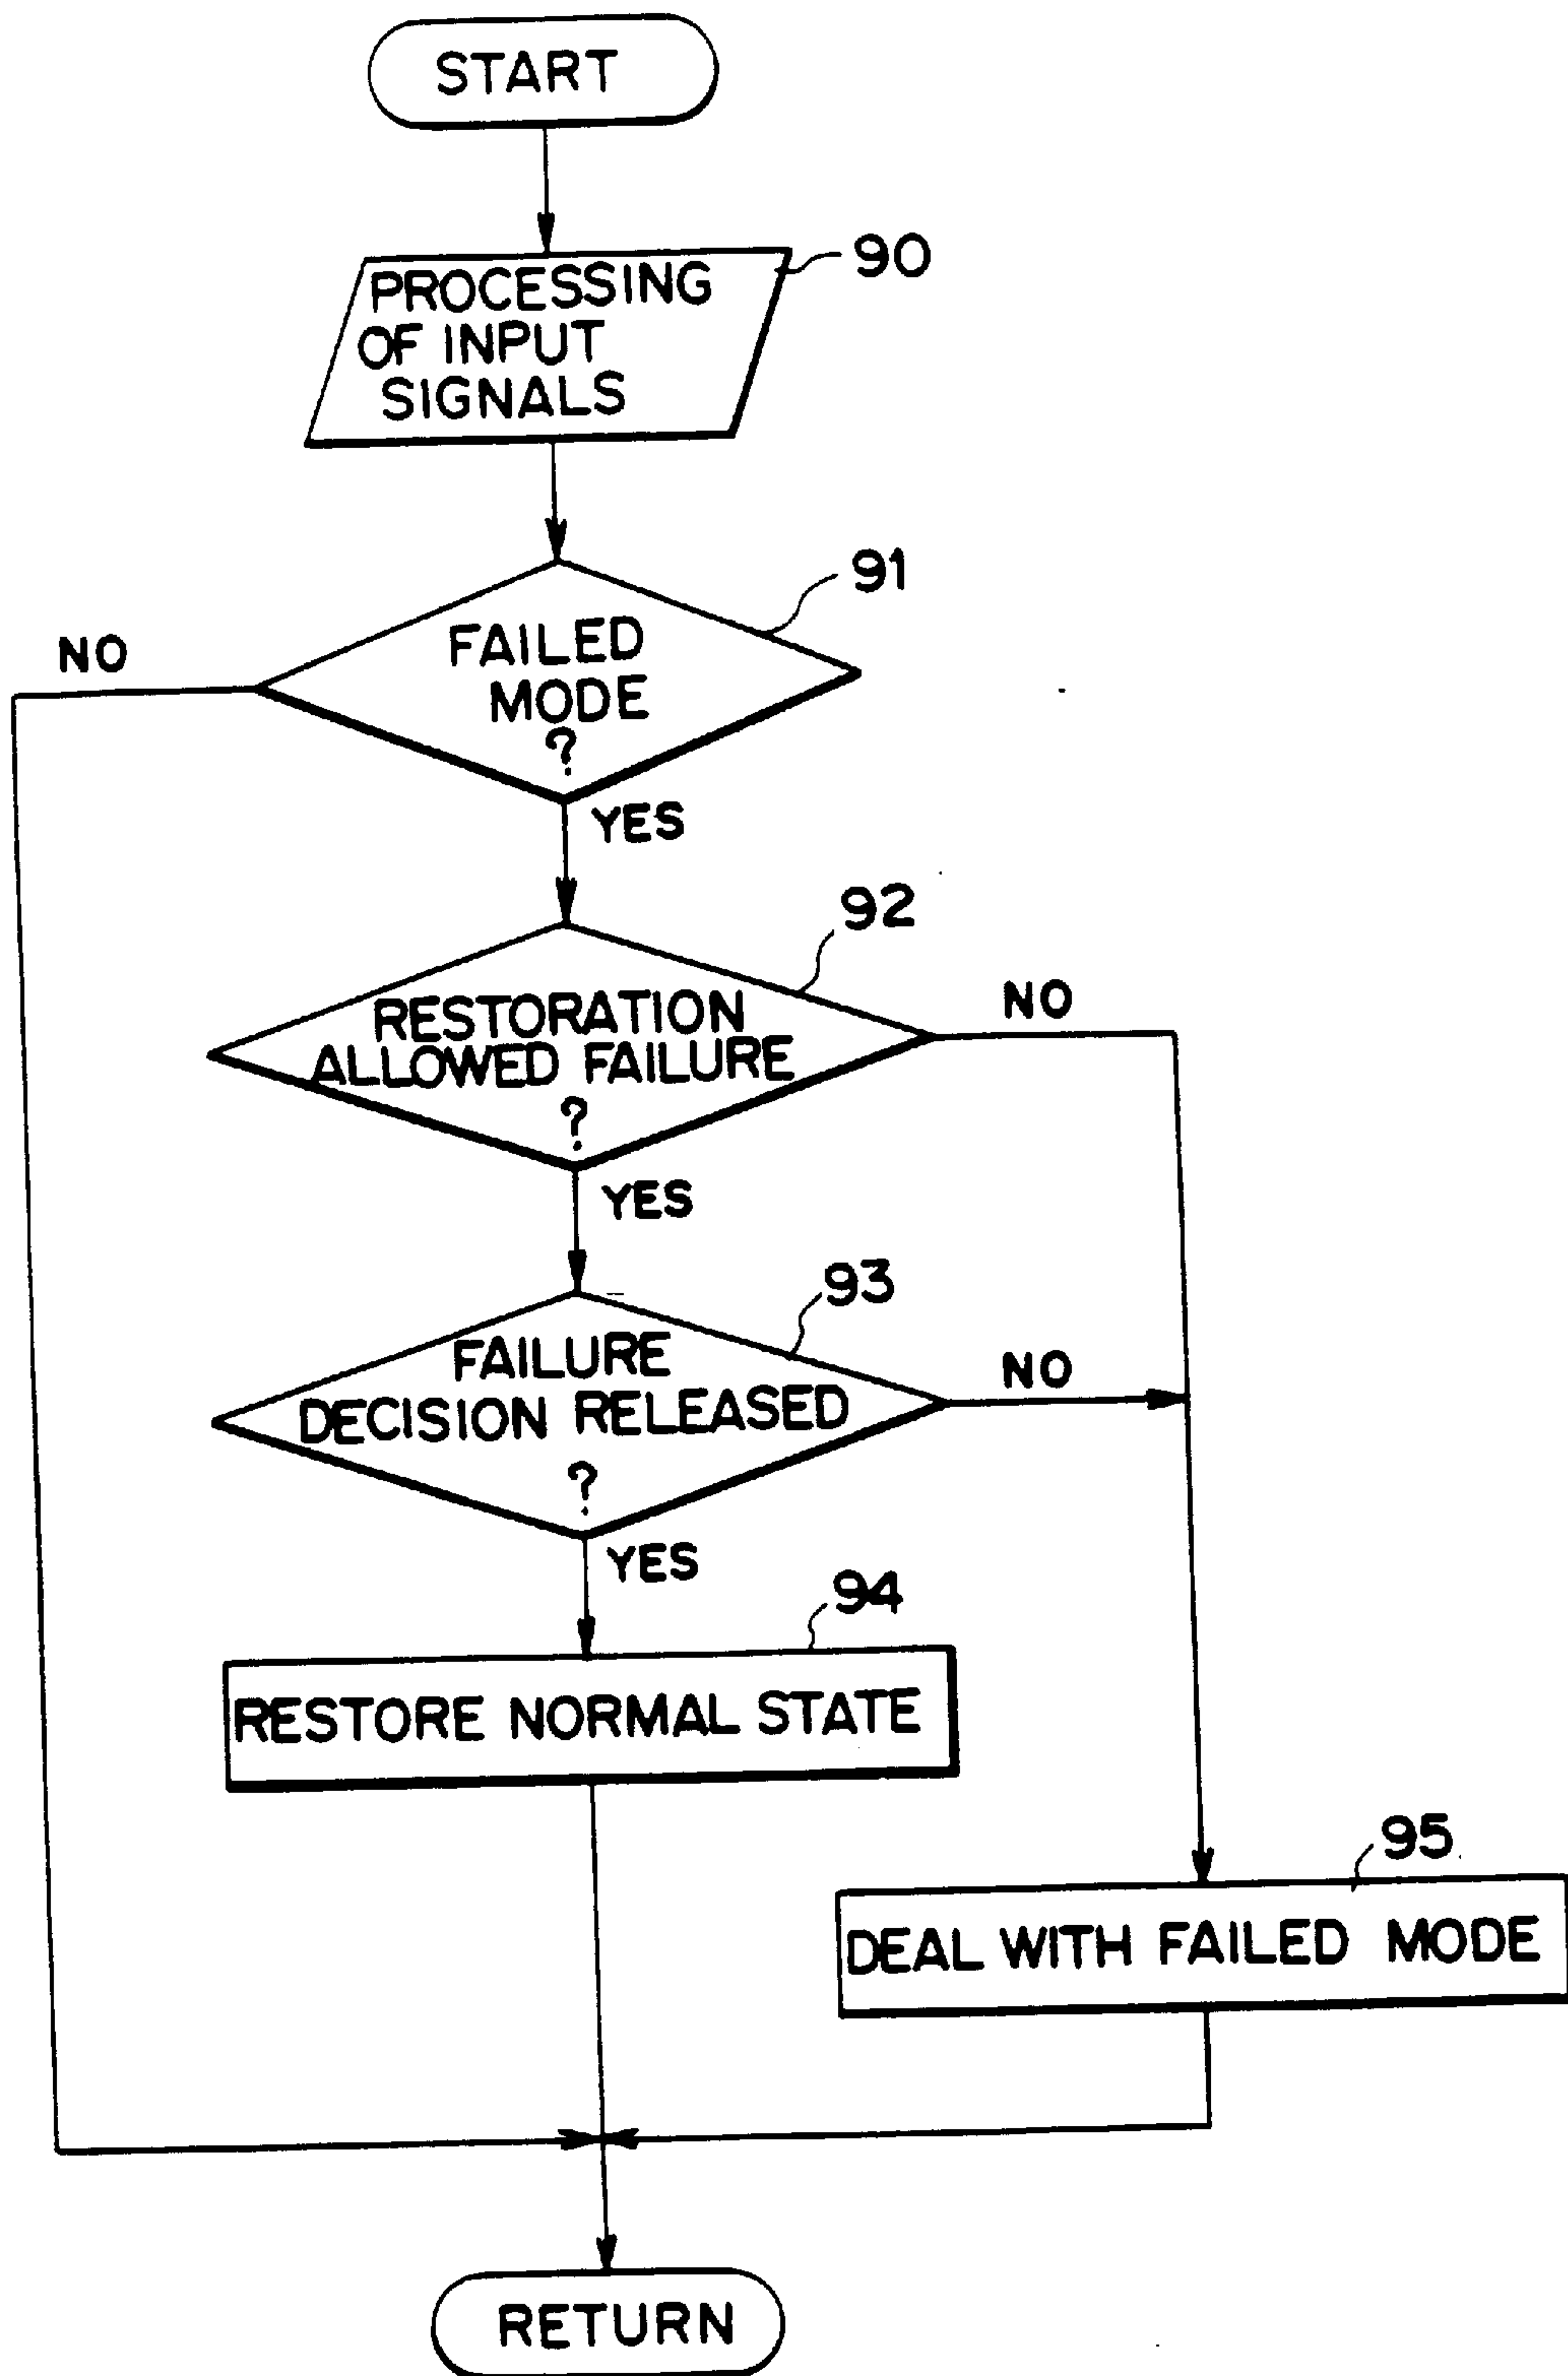 START
PROCESSING
OF INPUT
SIGNALS
90
FAILED
MODE
?
91
NO
YES
RESTORATION
ALLOWED FAILURE
?
92
NO
YES
FAILURE
DECISION RELEASED
?
93
NO
YES
94
RESTORE NORMAL STATE
95
DEAL WITH FAILED MODE
RETURN